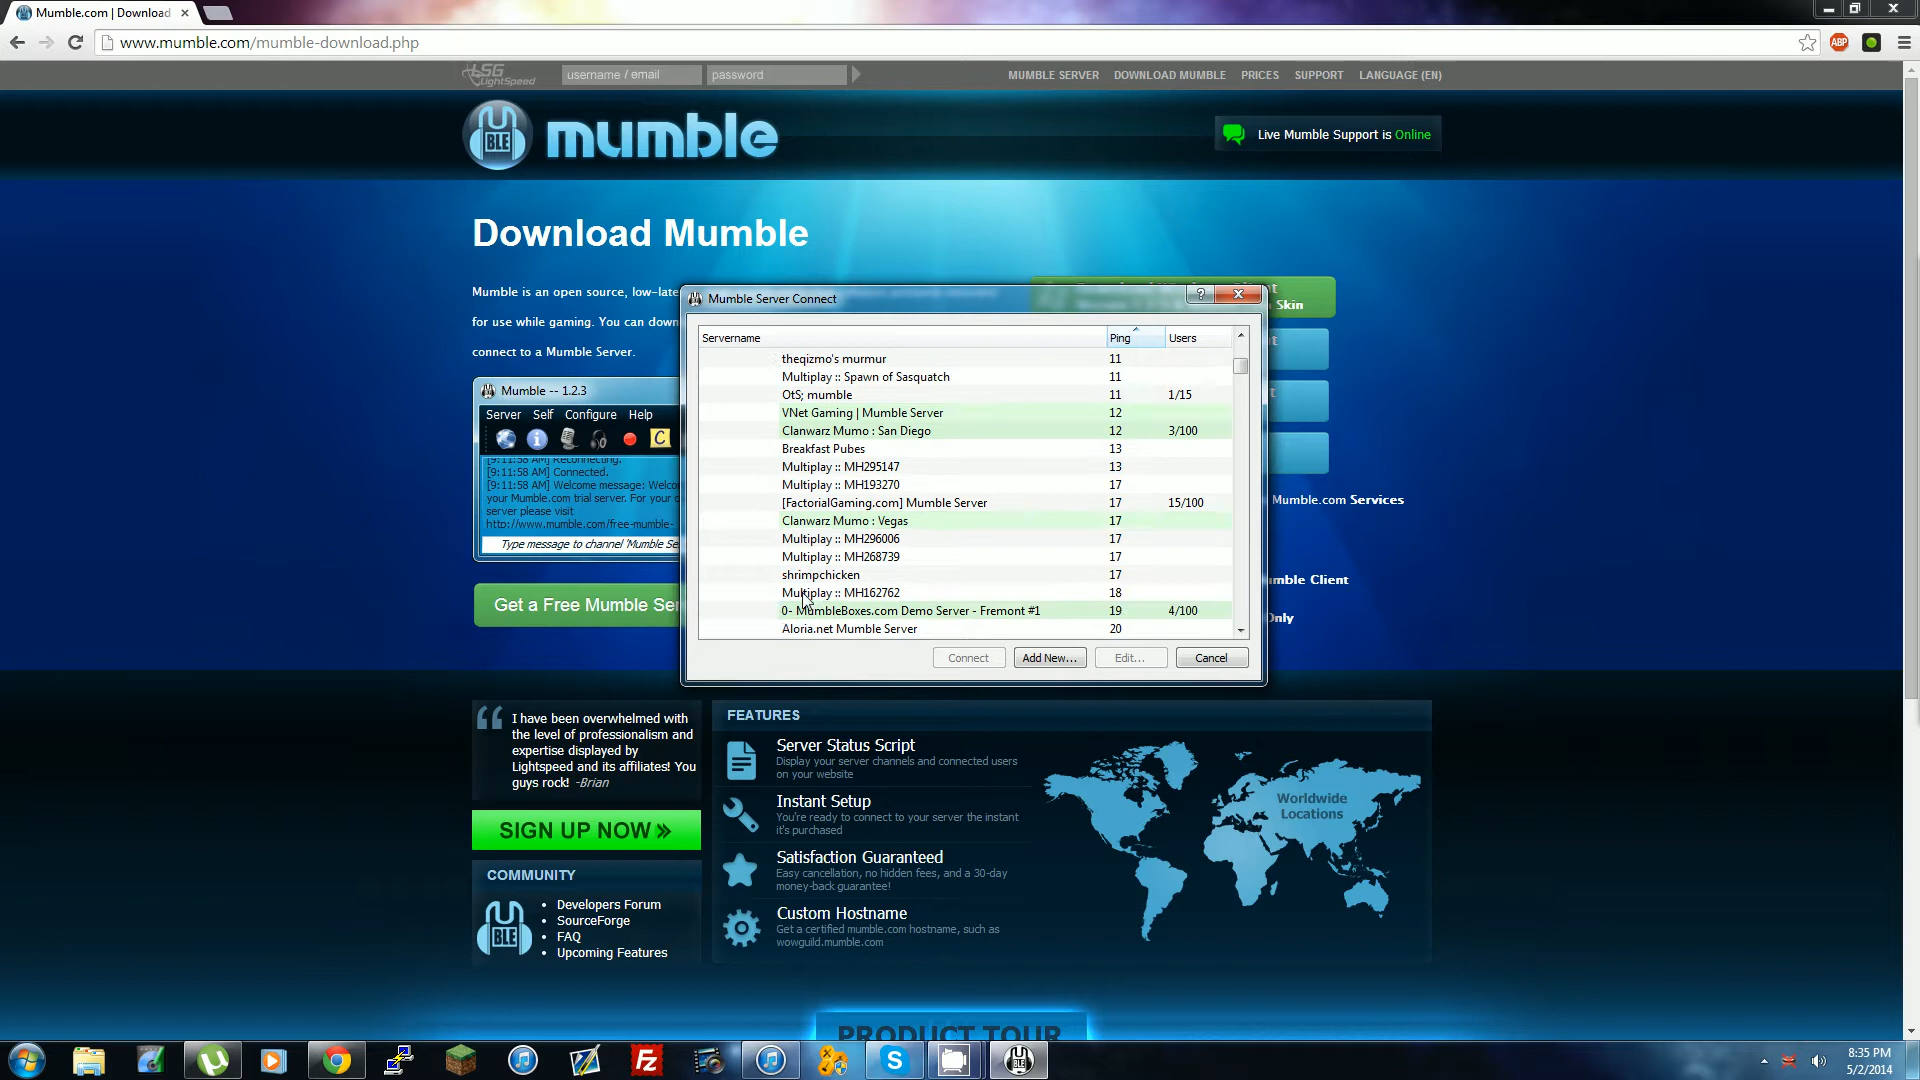 Mumble.com | Download
www.mumble.com/mumble-download.php
ABP
LSG
LightSpeed
username / email
password
MUMBLE SERVER
DOWNLOAD MUMBLE
PRICES
SUPPORT
LANGUAGE (EN)
BLE
mumble
Live Mumble Support is Online
Download Mumble
Mumble is an open source, low-late
for use while gaming. You can down
connect to a Mumble Server.
Skin
Mumble.com Services
Only
Mumble -- 1.2.3
Server Self Configure Help
[9:11:58 AM] Reconnecting.
[9:11:58 AM] Connected.
[9:11:58 AM] Welcome message: Welcom
your Mumble.com trial server. For your
server please visit
http://www.mumble.com/free-mumble-
Type message to channel 'Mumble Se
Get a Free Mumble Ser
Mumble Server Connect
Servername Ping Users
theqizmo's murmur 11
Multiplay :: Spawn of Sasquatch 11
OtS; mumble 11 1/15
VNet Gaming | Mumble Server 12
Clanwarz Mumo : San Diego 12 3/100
Breakfast Pubes 13
Multiplay :: MH295147 13
Multiplay :: MH193270 17
[FactorialGaming.com] Mumble Server 17 15/100
Clanwarz Mumo : Vegas 17
Multiplay :: MH296006 17
Multiplay :: MH268739 17
shrimpchicken 17
Multiplay :: MH162762 18
0- MumbleBoxes.com Demo Server - Fremont #1 19 4/100
Aloria.net Mumble Server 20
Connect
Add New...
Edit...
Cancel
I have been overwhelmed with
the level of professionalism and
expertise displayed by
Lightspeed and its affiliates! You
guys rock! -Brian
SIGN UP NOW »
COMMUNITY
BLE
• Developers Forum
• SourceForge
• FAQ
• Upcoming Features
FEATURES
Server Status Script
Display your server channels and connected users
on your website
Instant Setup
You're ready to connect to your server the instant
it's purchased
Satisfaction Guaranteed
Easy cancellation, no hidden fees, and a 30-day
money-back guarantee!
Custom Hostname
Get a certified mumble.com hostname, such as
wowguild.mumble.com
Worldwide
Locations
PRODUCT TOUR
8:35 PM
5/2/2014